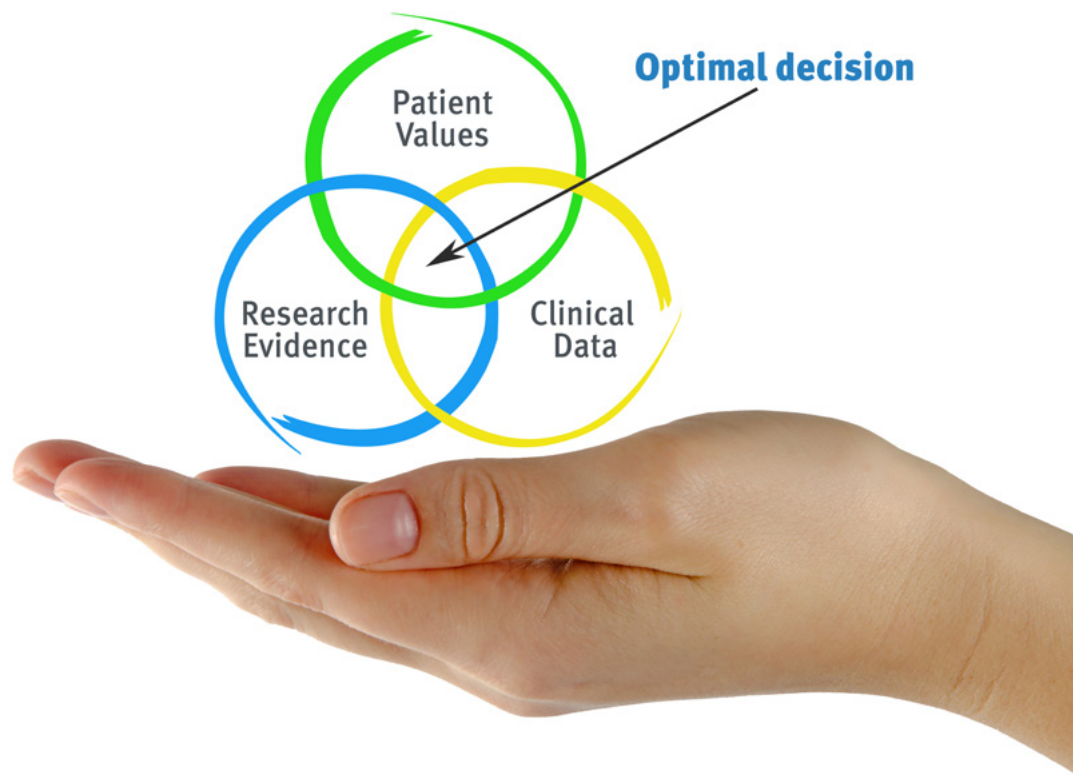 Optimal decision
Patient
Values
Research
Evidence
Clinical
Data